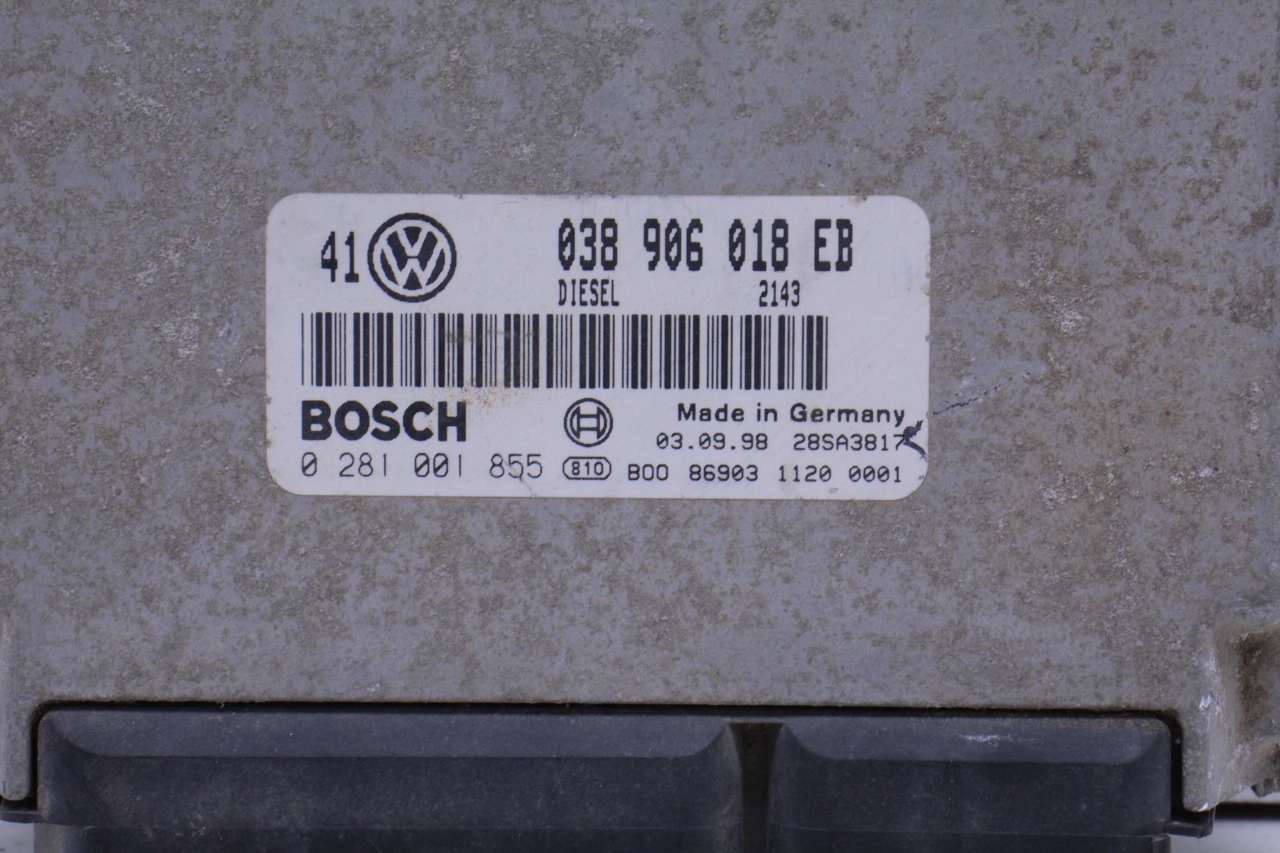 41 038 906 018 EB
DIESEL 2143
BOSCH Made in Germany
03.09.98 28SA3817
0 281 001 855 810 B00 86903 1120 0001